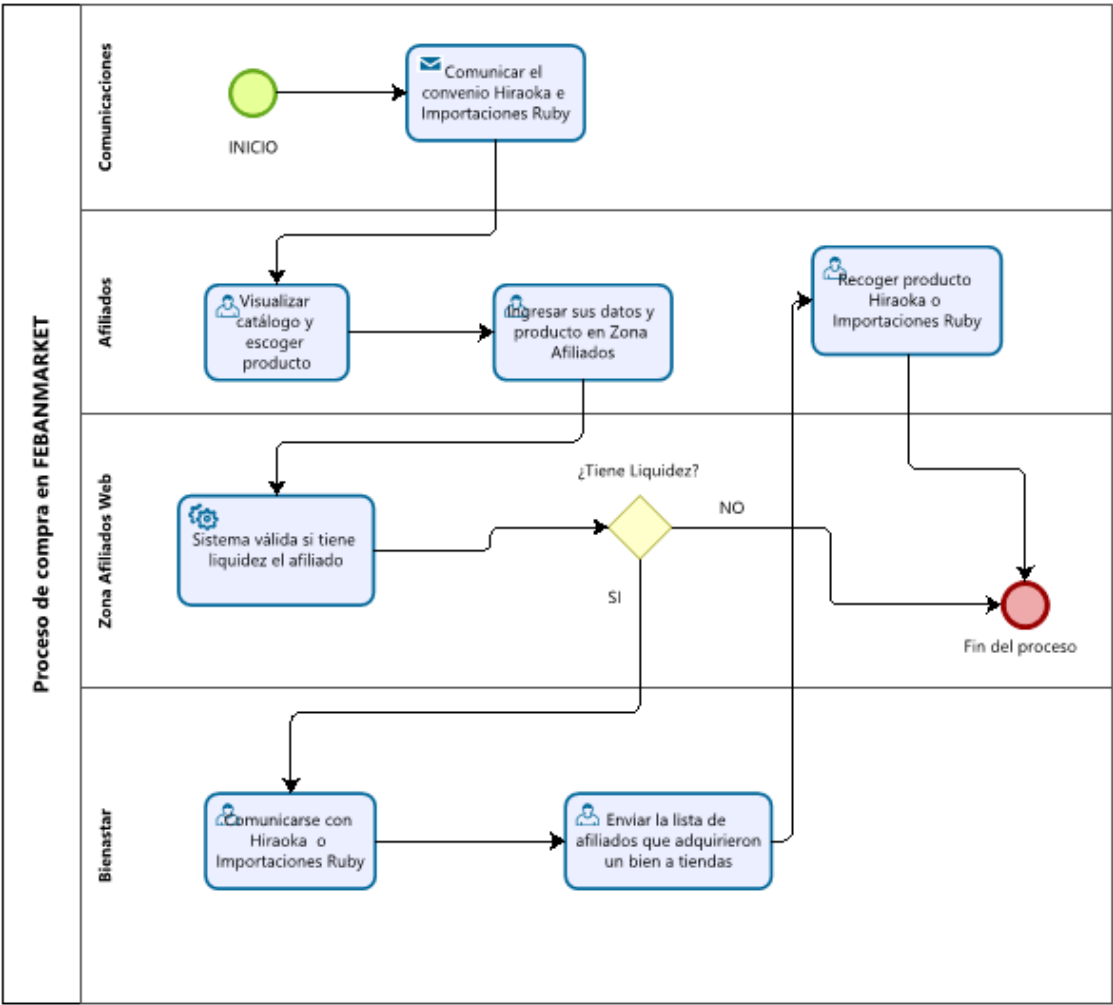 Proceso de compra en FEBANMARKET
Comunicaciones
INICIO
Comunicar el
convenio Hiraoka e
Importaciones Ruby
Afiliados
Visualizar
catálogo y
escoger
producto
Ingresar sus datos y
producto en Zona
Afiliados
Recoger producto
Hiraoka o
Importaciones Ruby
Zona Afiliados Web
Sistema válida si tiene
liquidez el afiliado
¿Tiene Liquidez?
NO
SI
Fin del proceso
Bienastar
Comunicarse con
Hiraoka o
Importaciones Ruby
Enviar la lista de
afiliados que adquirieron
un bien a tiendas